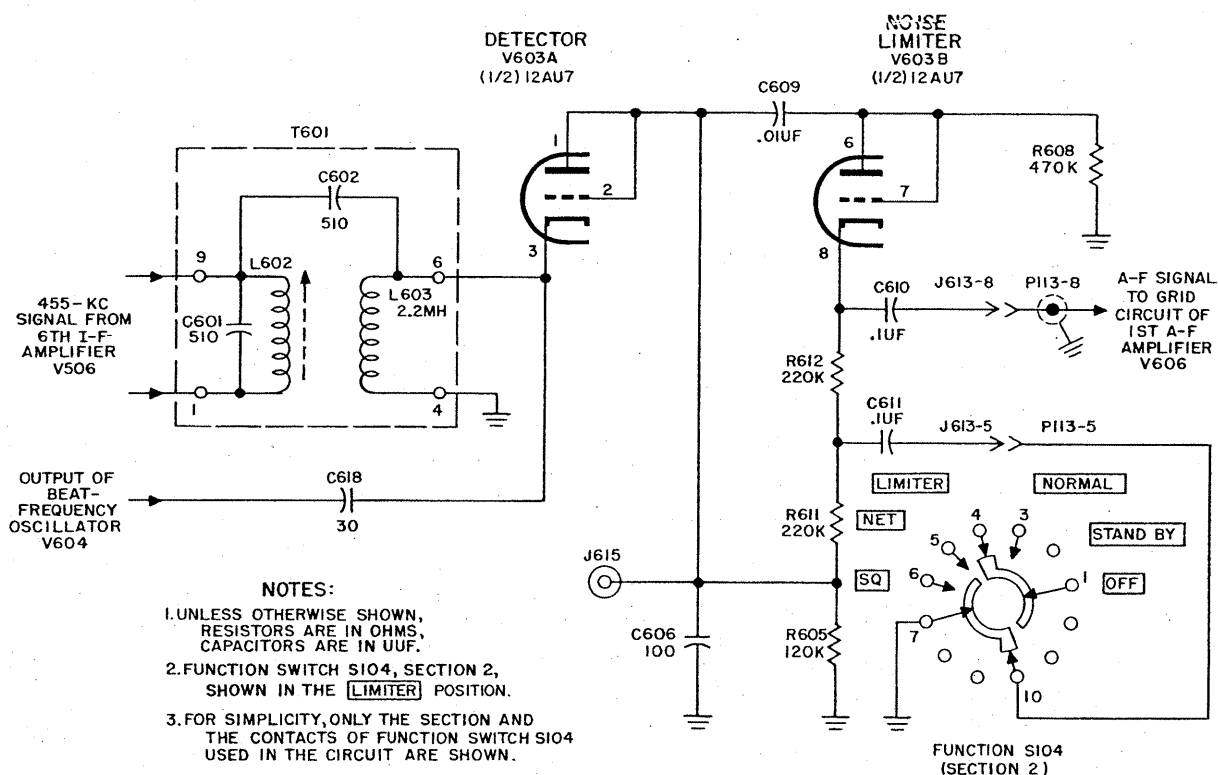 DETECTOR
V603A
(1/2) 12AU7
NOISE
LIMITER
V603B
(1/2) 12AU7
C609
.01UF
1
2
3
6
7
8
R608
470K
T601
C602
510
9
L602
6
L603
2.2MH
C601
510
1
4
455-KC
SIGNAL FROM
6TH I-F
AMPLIFIER
V506
C610
.1UF
J613-8
P113-8
A-F SIGNAL
TO GRID
CIRCUIT OF
1ST A-F
AMPLIFIER
V606
R612
220K
C611
.1UF
J613-5
P113-5
OUTPUT OF
BEAT-
FREQUENCY
OSCILLATOR
V604
C618
30
R611
220K
LIMITER
NORMAL
NET
STAND BY
SQ
OFF
4
3
5
6
1
7
10
J615
C606
100
R605
120K
NOTES:
1. UNLESS OTHERWISE SHOWN,
RESISTORS ARE IN OHMS,
CAPACITORS ARE IN UUF.
2. FUNCTION SWITCH S104, SECTION 2,
SHOWN IN THE LIMITER POSITION.
3. FOR SIMPLICITY, ONLY THE SECTION AND
THE CONTACTS OF FUNCTION SWITCH S104
USED IN THE CIRCUIT ARE SHOWN.
FUNCTION S104
(SECTION 2)